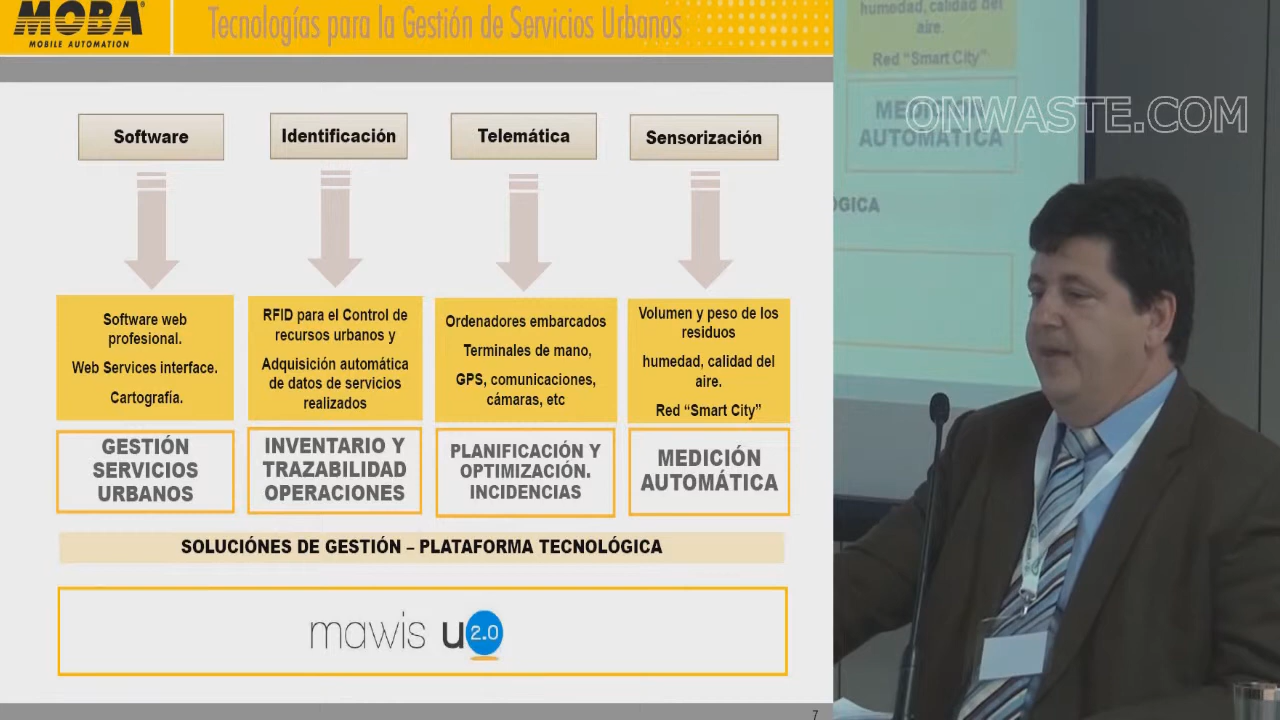 MOBA
MOBILE AUTOMATION
Tecnologías para la Gestión de Servicios Urbanos
Software
Identificación
Telemática
Sensorización
Software web
profesional.
Web Services interface.
Cartografía.
RFID para el Control de
recursos urbanos y
Adquisición automática
de datos de servicios
realizados
Ordenadores embarcados
Terminales de mano,
GPS, comunicaciones,
cámaras, etc
Volumen y peso de los
residuos
humedad, calidad del
aire.
Red “Smart City”
GESTIÓN
SERVICIOS
URBANOS
INVENTARIO Y
TRAZABILIDAD
OPERACIONES
PLANIFICACIÓN Y
OPTIMIZACIÓN.
INCIDENCIAS
MEDICIÓN
AUTOMÁTICA
SOLUCIÓNES DE GESTIÓN – PLATAFORMA TECNOLÓGICA
mawis u 2.0
7
humedad, calidad del
aire.
Red “Smart City”
ONWASTE.COM
MEDICIÓN
AUTOMÁTICA
ÓGICA